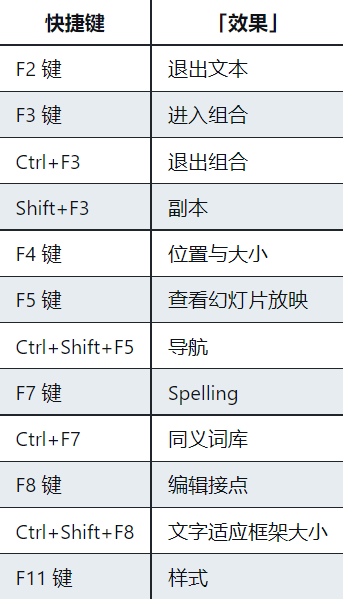 快捷键 「效果」
F2 键 退出文本
F3 键 进入组合
Ctrl+F3 退出组合
Shift+F3 副本
F4 键 位置与大小
F5 键 查看幻灯片放映
Ctrl+Shift+F5 导航
F7 键 Spelling
Ctrl+F7 同义词库
F8 键 编辑接点
Ctrl+Shift+F8 文字适应框架大小
F11 键 样式